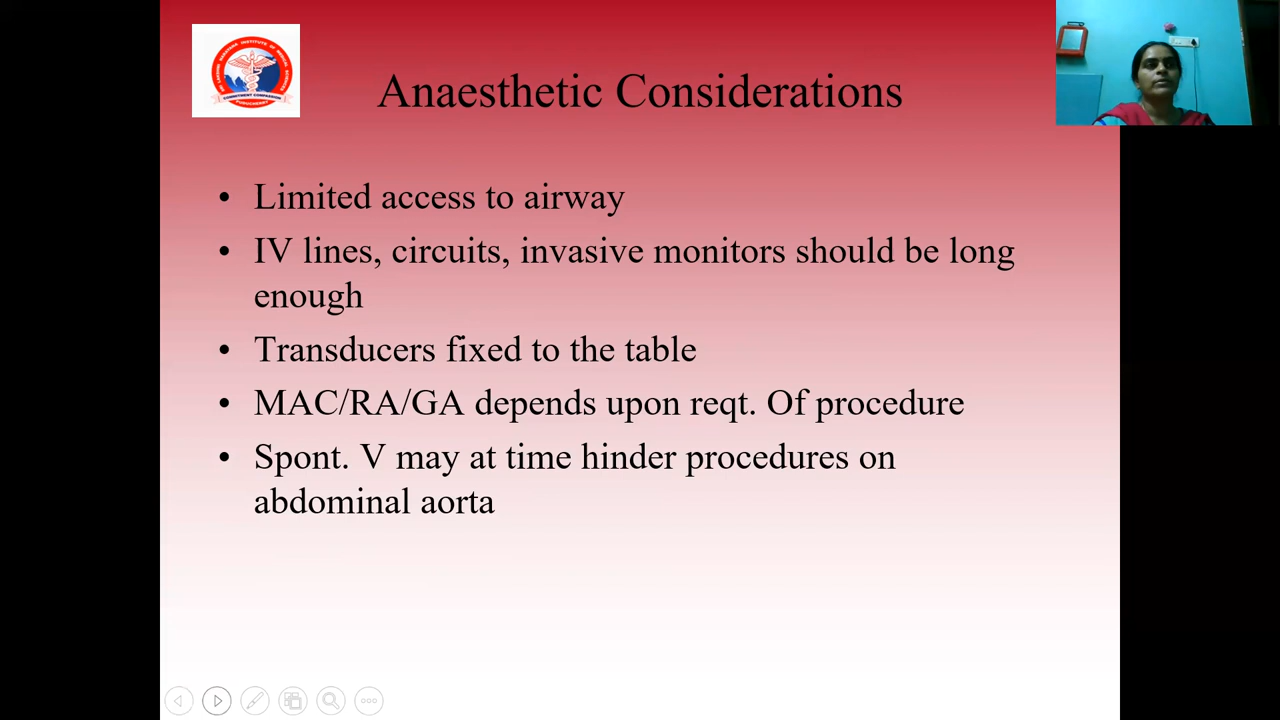 Anaesthetic Considerations
• Limited access to airway
• IV lines, circuits, invasive monitors should be long
enough
• Transducers fixed to the table
• MAC/RA/GA depends upon reqt. Of procedure
• Spont. V may at time hinder procedures on
abdominal aorta